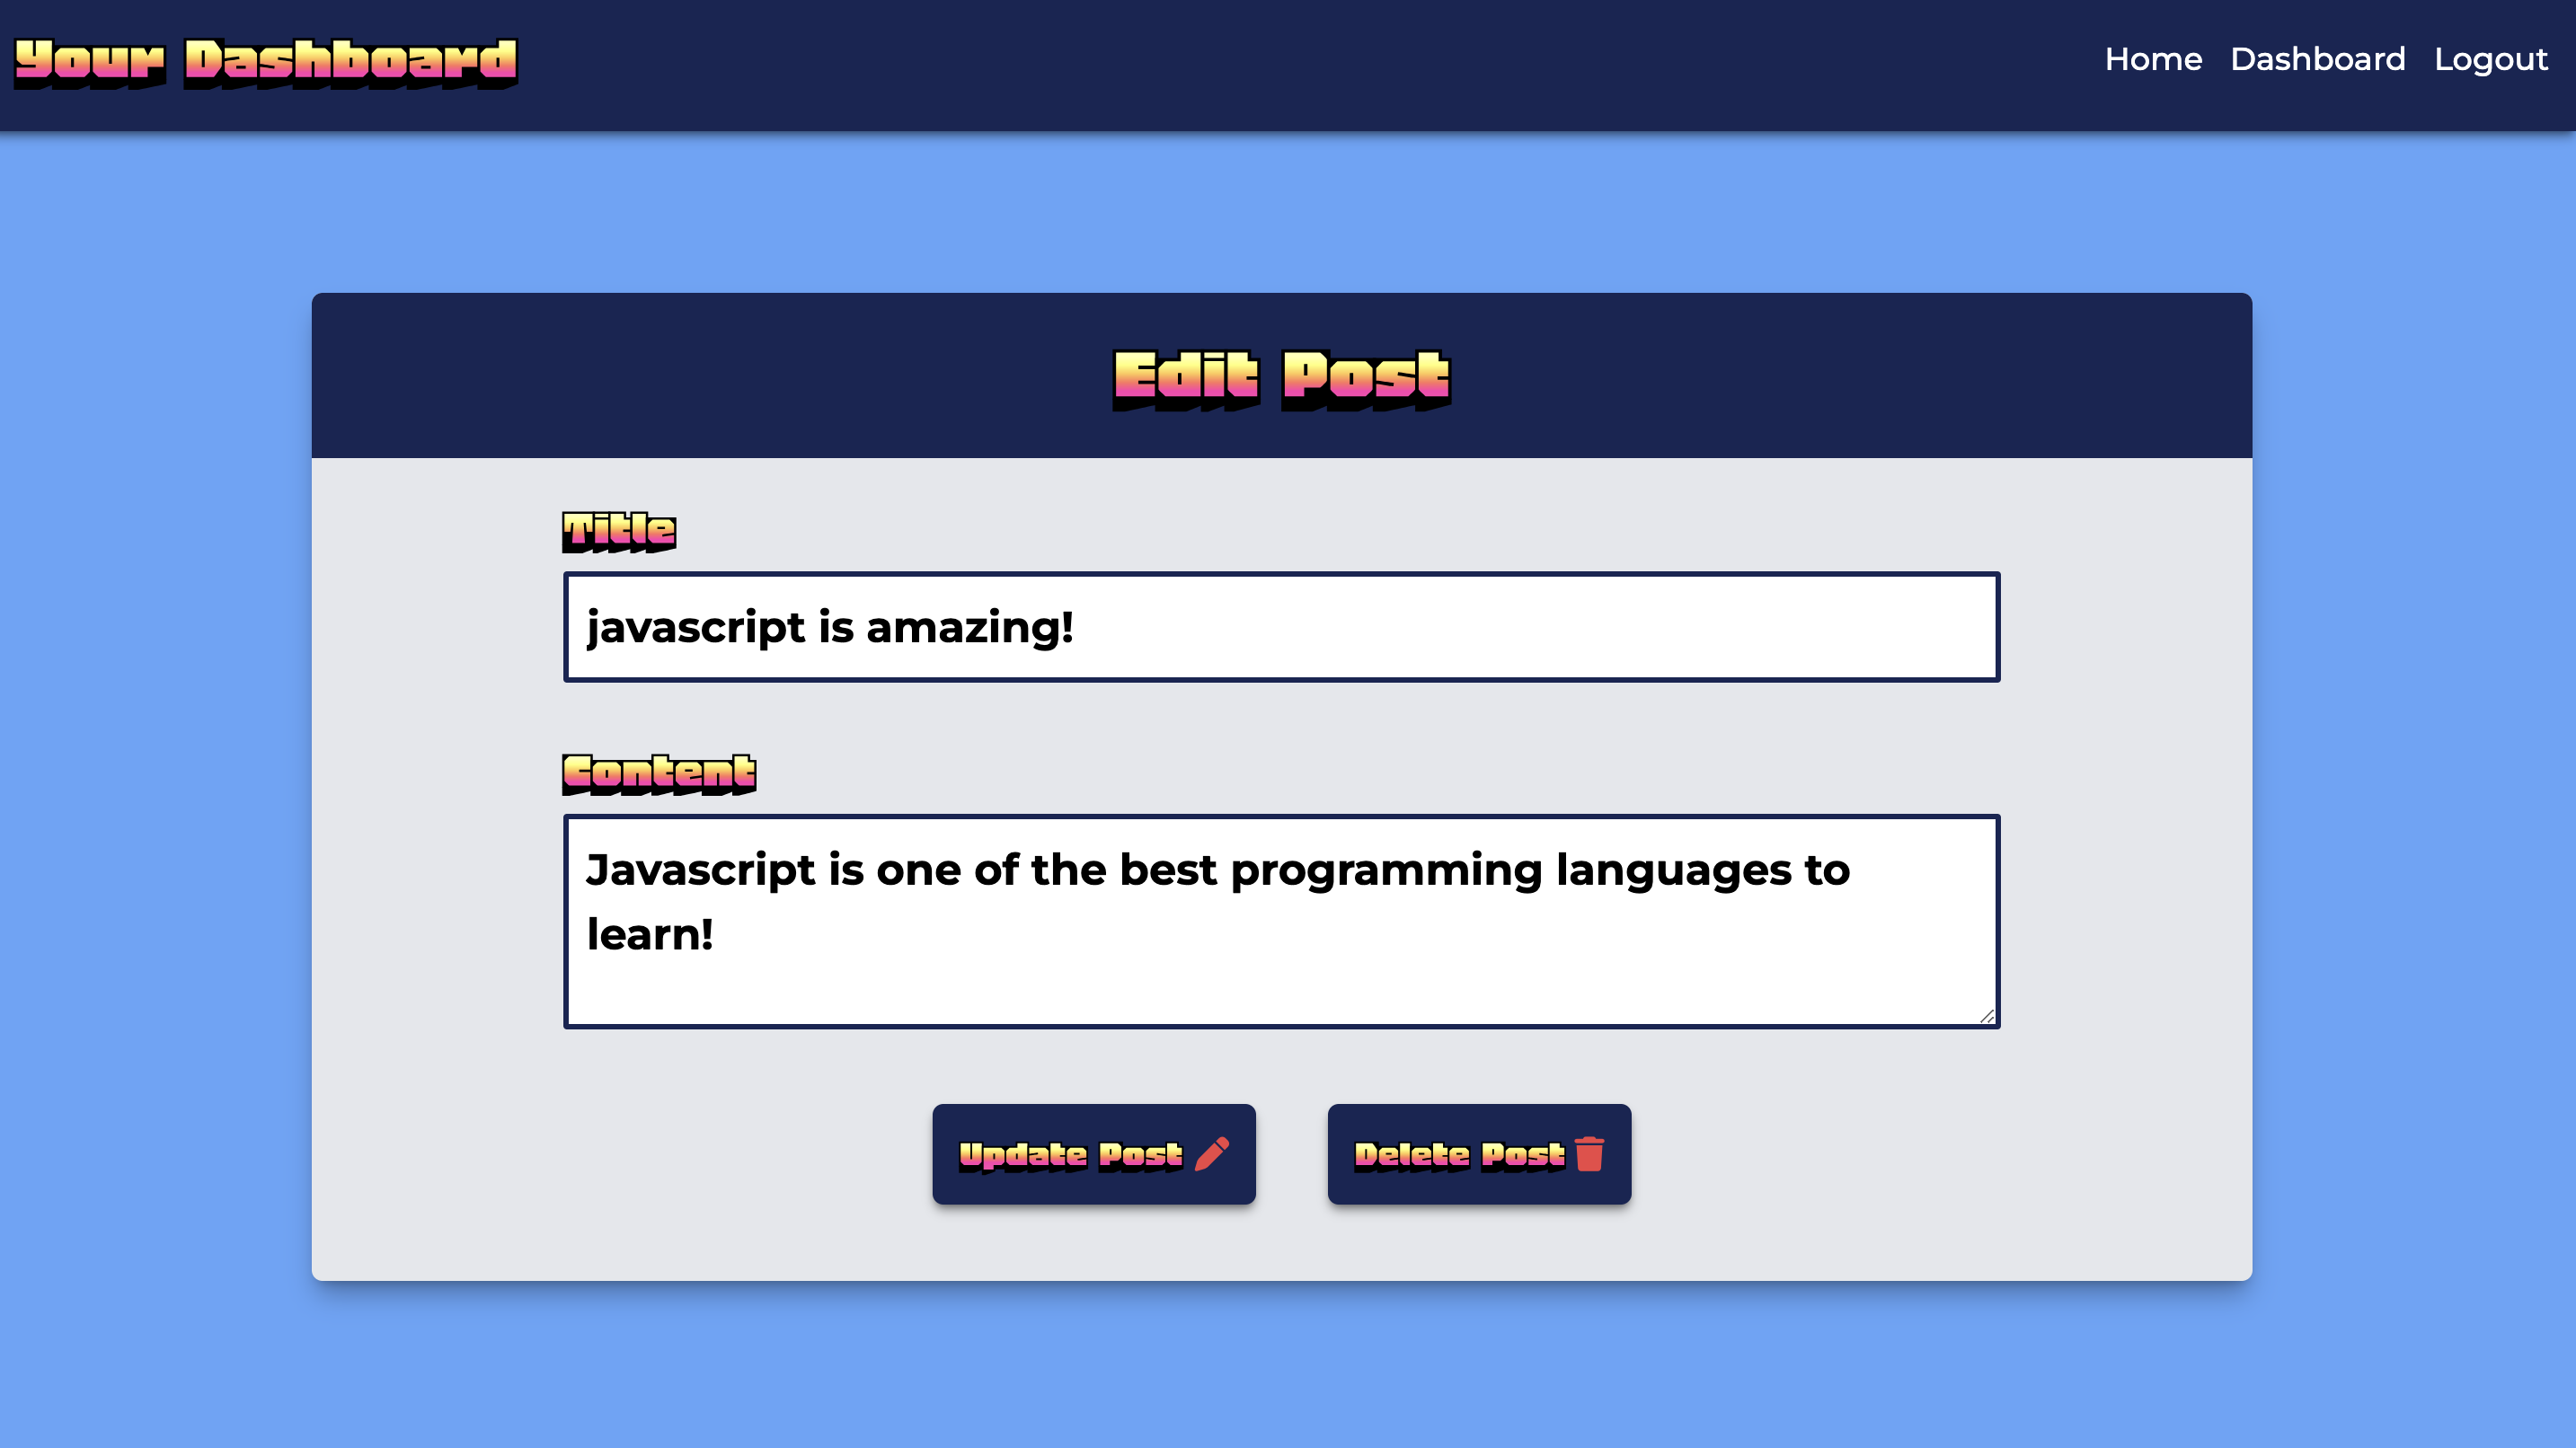 Your Dashboard
Home Dashboard Logout
Edit Post
Title
javascript is amazing!
Content
Javascript is one of the best programming languages to
learn!
Update Post
Delete Post